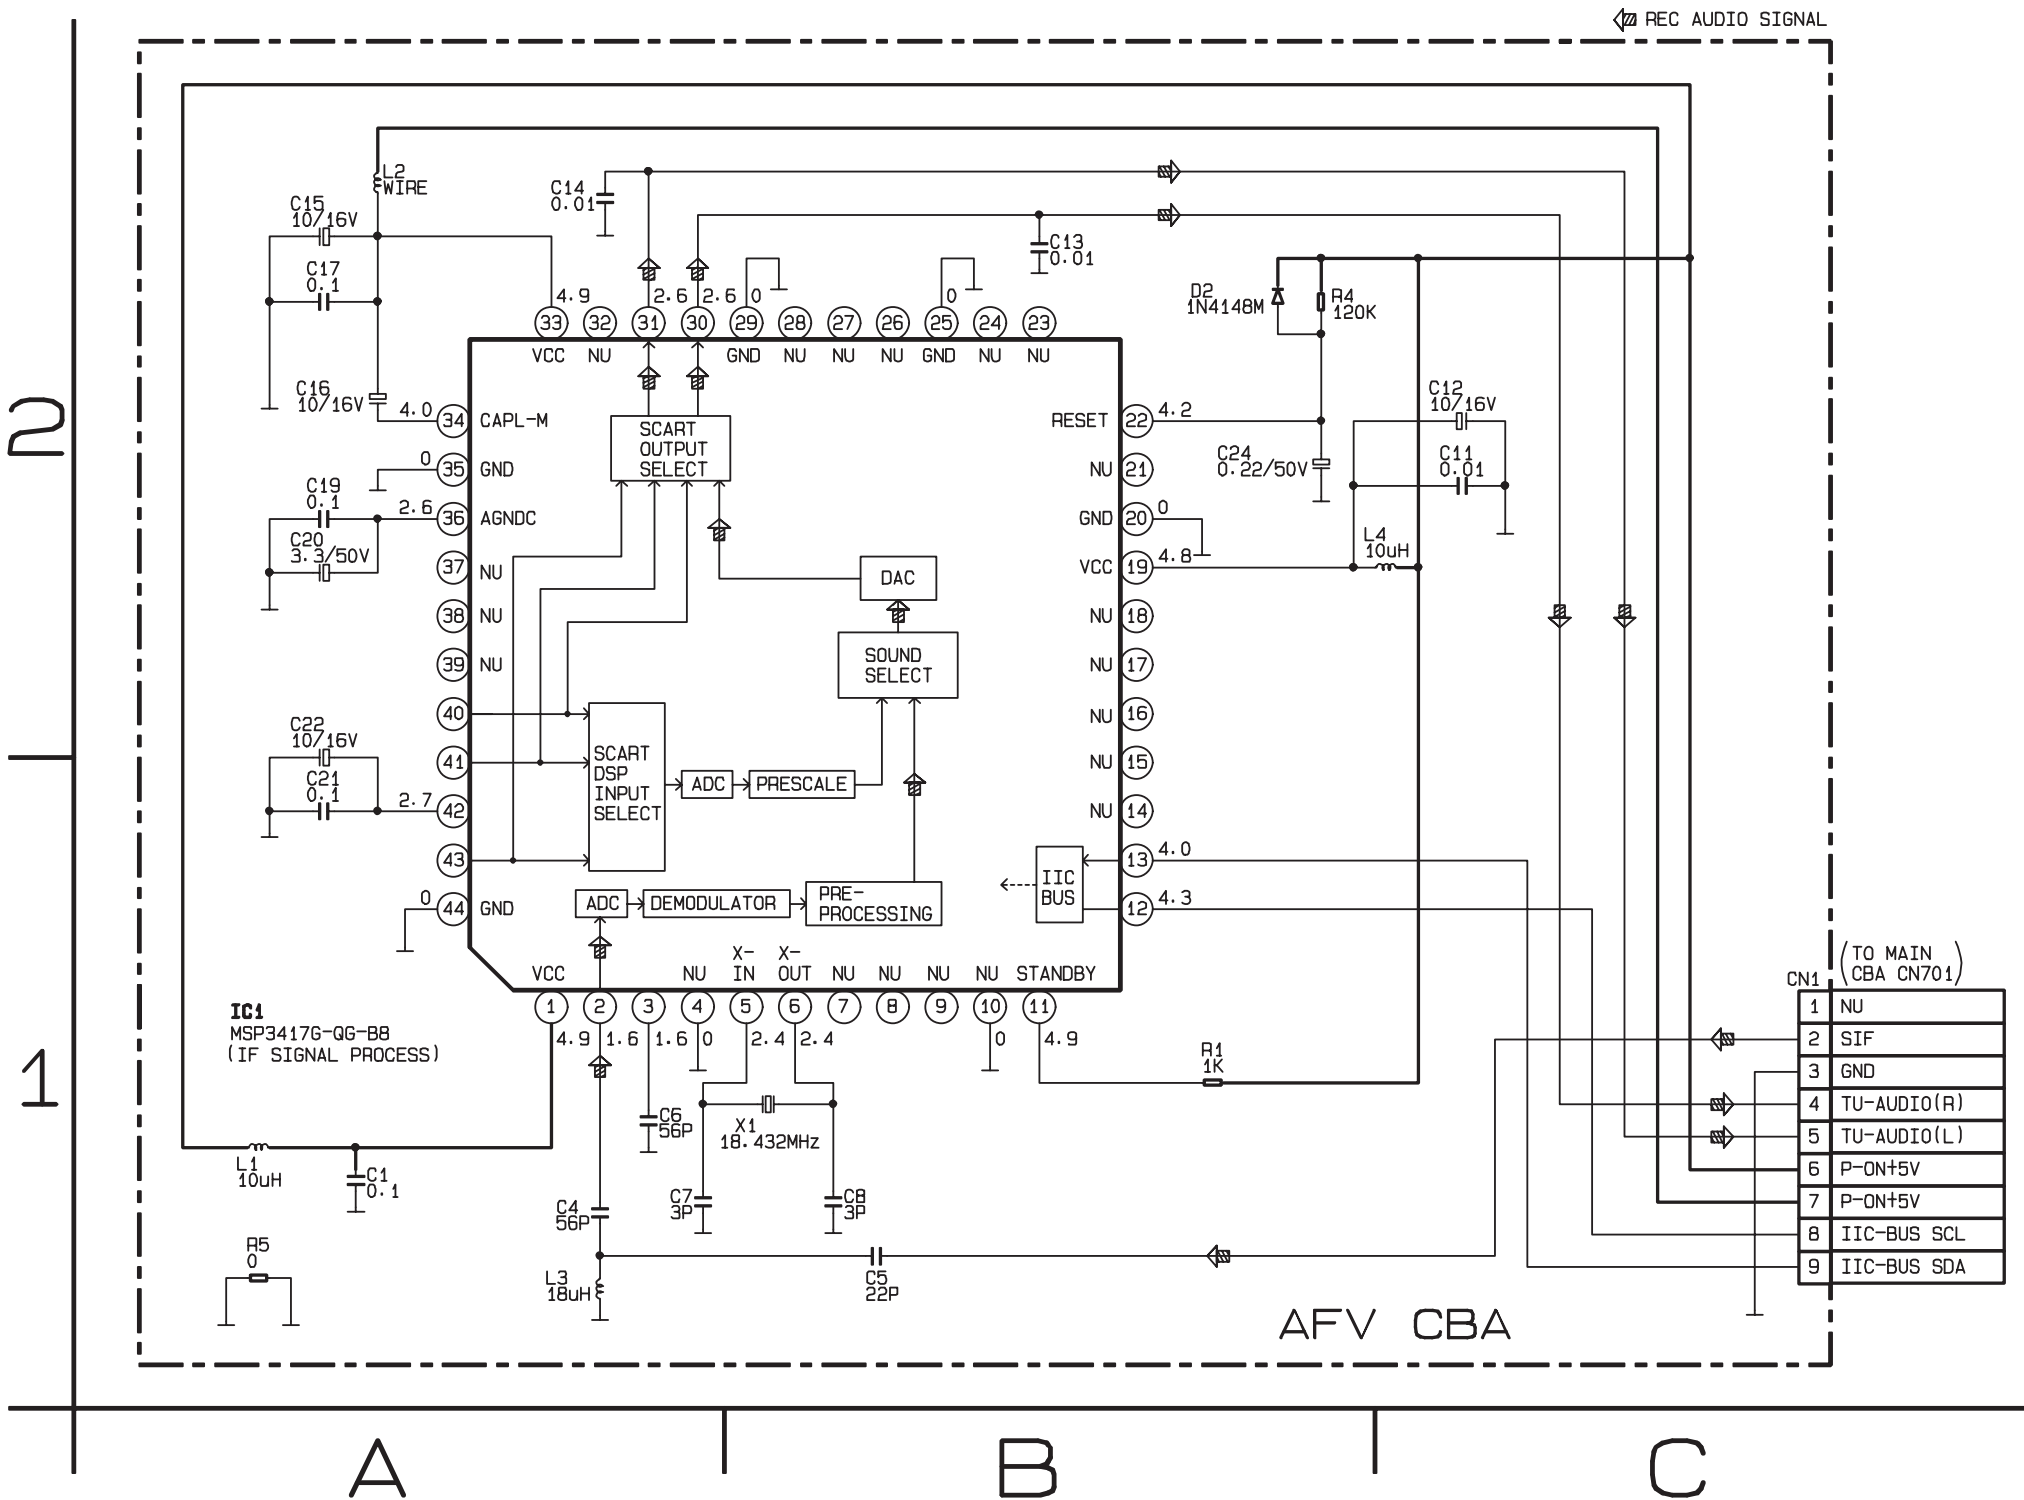 REC AUDIO SIGNAL
L2
WIRE
C15
10/16V
C17
0.1
C14
0.01
C13
0.01
4.9
2.6
2.6
0
0
33
32
31
30
29
28
27
26
25
24
23
VCC
NU
GND
NU
NU
NU
GND
NU
NU
D2
1N4148M
R4
120K
C16
10/16V
4.0
34
CAPL-M
0
35
GND
C19
0.1
2.6
36
AGNDC
C20
3.3/50V
37
NU
38
NU
39
NU
40
C22
10/16V
41
C21
0.1
2.7
42
43
0
44
GND
SCART
OUTPUT
SELECT
DAC
SOUND
SELECT
SCART
DSP
INPUT
SELECT
ADC
PRESCALE
ADC
DEMODULATOR
PRE-
PROCESSING
IIC
BUS
RESET
22
4.2
NU
21
GND
20
0
VCC
19
4.8
NU
18
NU
17
NU
16
NU
15
NU
14
13
4.0
12
4.3
C24
0.22/50V
C12
10/16V
C11
0.01
L4
10uH
VCC
NU
X-
IN
X-
OUT
NU
NU
NU
NU
STANDBY
1
2
3
4
5
6
7
8
9
10
11
4.9
1.6
1.6
0
2.4
2.4
0
4.9
IC1
MSP3417G-QG-B8
(IF SIGNAL PROCESS)
R1
1K
C6
56P
X1
18.432MHz
L1
10uH
C1
0.1
C4
56P
C7
3P
C8
3P
R5
0
L3
18uH
C5
22P
AFV CBA
CN1
(TO MAIN
CBA CN701)
1 NU
2 SIF
3 GND
4 TU-AUDIO(R)
5 TU-AUDIO(L)
6 P-ON+5V
7 P-ON+5V
8 IIC-BUS SCL
9 IIC-BUS SDA
2
1
A
B
C